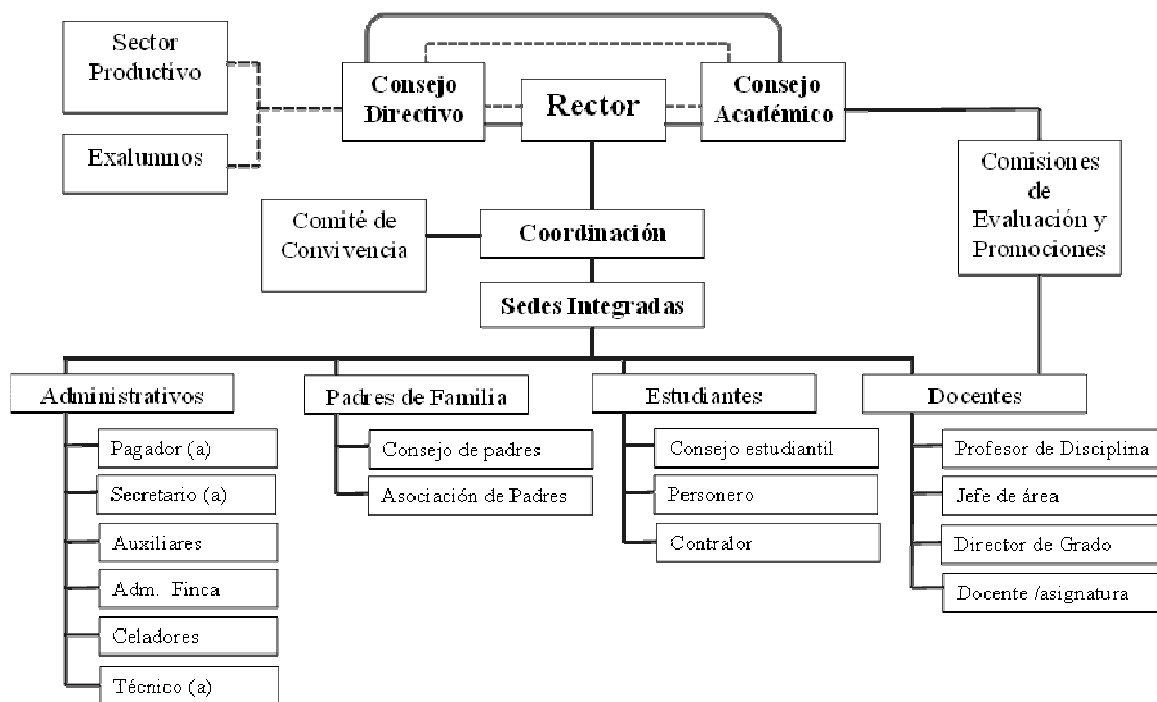 Sector
Productivo
Exalumnos
Consejo
Directivo
Rector
Consejo
Académico
Comisiones
de
Evaluación y
Promociones
Comité de
Convivencia
Coordinación
Sedes Integradas
Administrativos
Pagador (a)
Secretario (a)
Auxiliares
Adm. Finca
Celadores
Técnico (a)
Padres de Familia
Consejo de padres
Asociación de Padres
Estudiantes
Consejo estudiantil
Personero
Contralor
Docentes
Profesor de Disciplina
Jefe de área
Director de Grado
Docente /asignatura